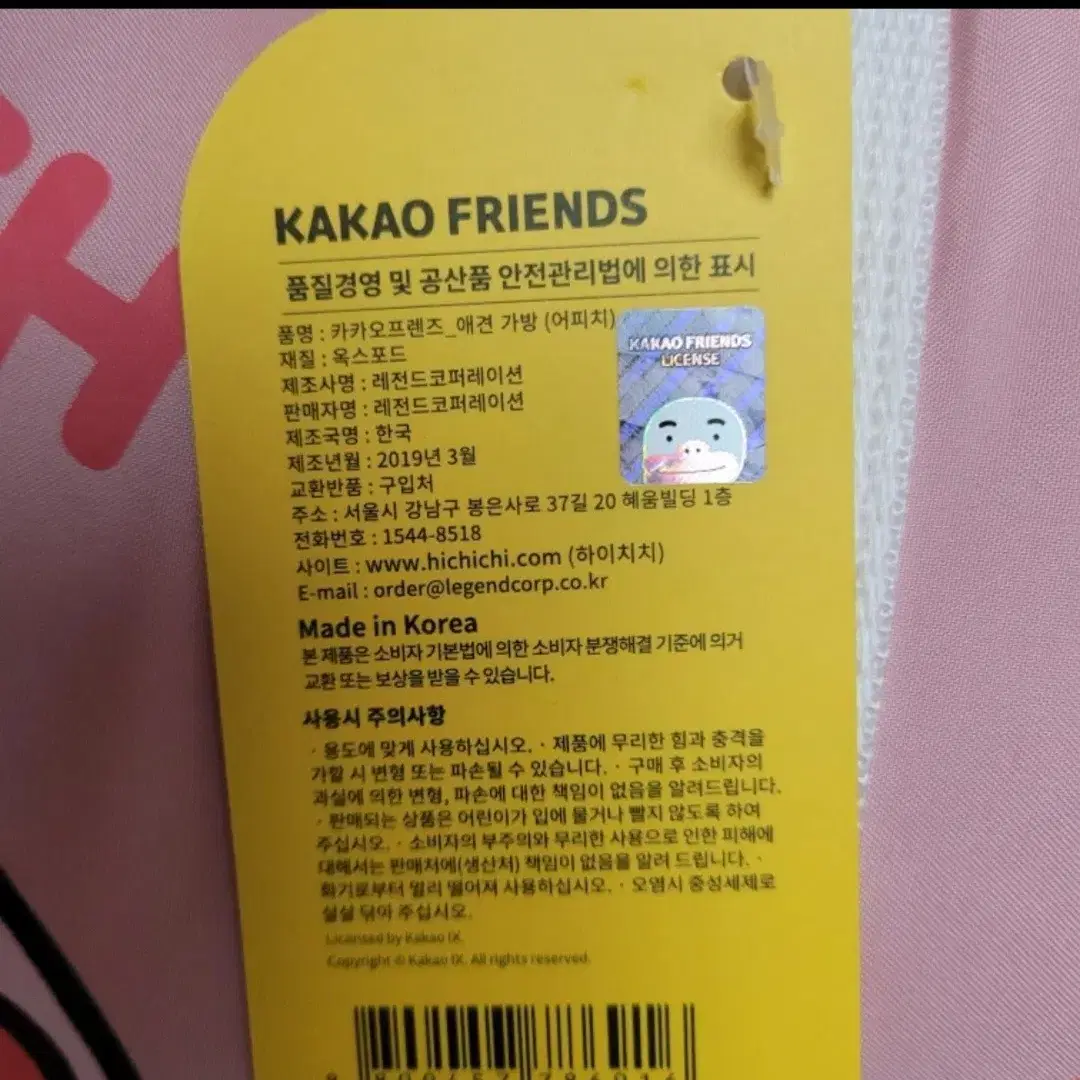 KAKAO FRIENDS
품질경영 및 공산품 안전관리법에 의한 표시
품명 : 카카오프렌즈_애견 가방 (어피치)
재질 : 옥스포드
제조사명 : 레전드코퍼레이션
판매자명 : 레전드코퍼레이션
제조국명 : 한국
제조년월 : 2019년 3월
교환반품 : 구입처
주소 : 서울시 강남구 봉은사로 37길 20 혜움빌딩 1층
전화번호 : 1544-8518
사이트 : www.hichichi.com (하이치치)
E-mail : order@legendcorp.co.kr
KAKAO FRIENDS
LICENSE
Made in Korea
본 제품은 소비자 기본법에 의한 소비자 분쟁해결 기준에 의거
교환 또는 보상을 받을 수 있습니다.
사용시 주의사항
· 용도에 맞게 사용하십시오. · 제품에 무리한 힘과 충격을
가할 시 변형 또는 파손될 수 있습니다. · 구매 후 소비자의
과실에 의한 변형, 파손에 대한 책임이 없음을 알려드립니다.
· 판매되는 상품은 어린이가 입에 물거나 빨지 않도록 하여
주십시오. · 소비자의 부주의와 무리한 사용으로 인한 피해에
대해서는 판매처에(생산처) 책임이 없음을 알려 드립니다. ·
화기로부터 멀리 떨어져 사용하십시오. · 오염시 중성세제로
살살 닦아 주십시오.
Licensed by Kakao IX.
Copyright © Kakao IX. All rights reserved.